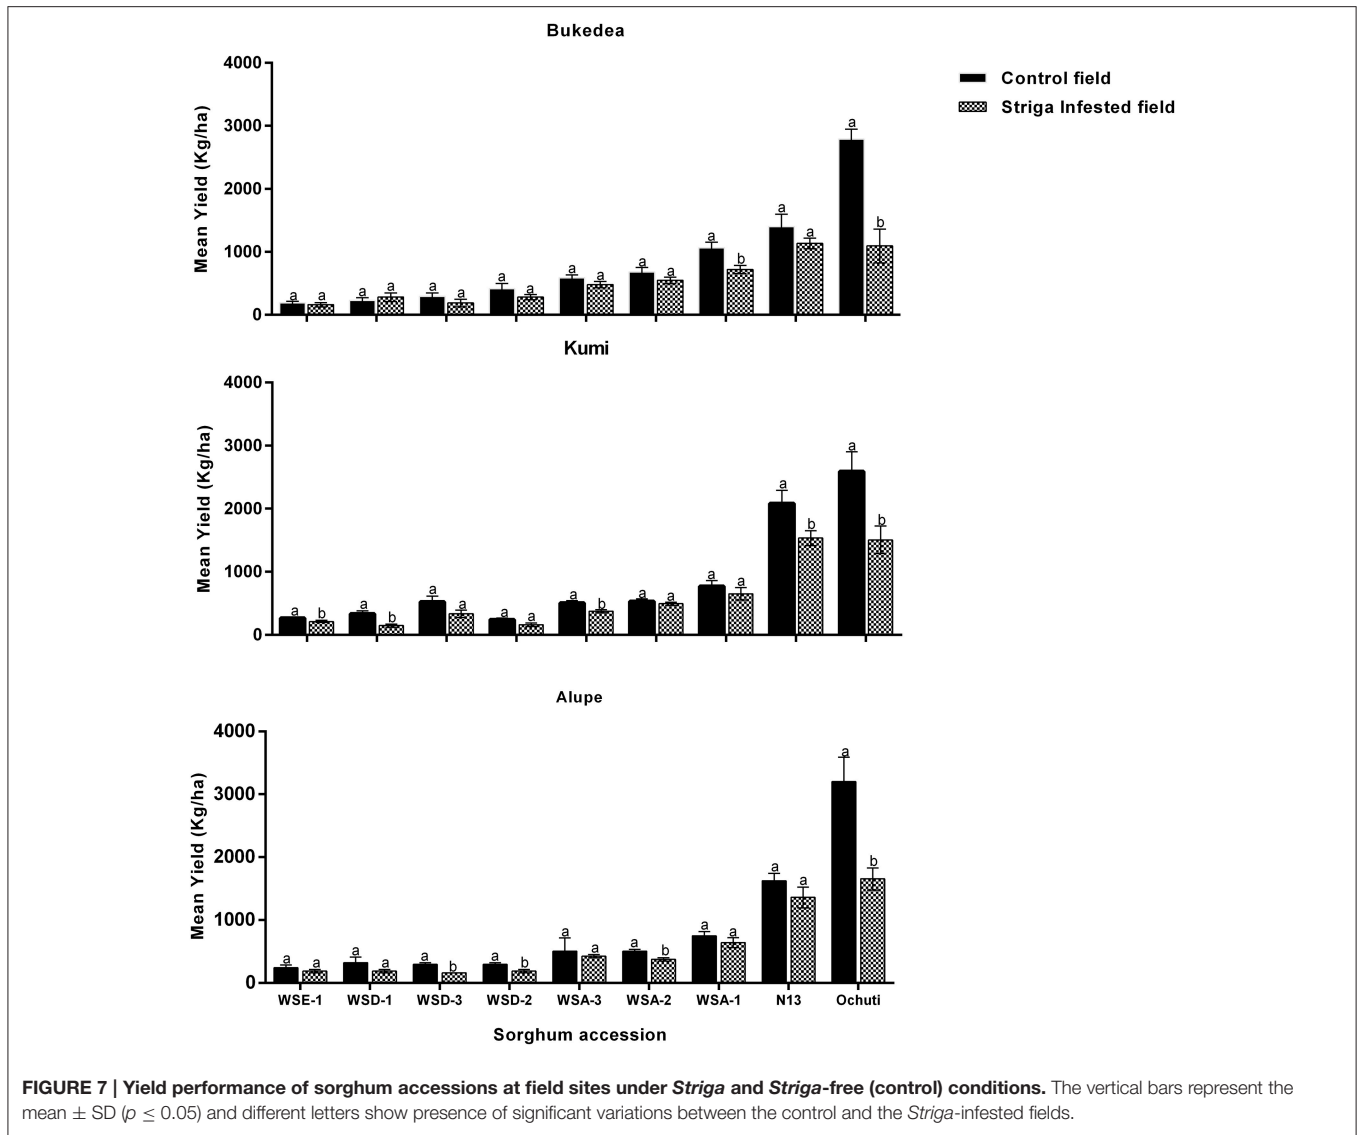 Bukedea
4000
3000
2000
1000
0
Mean Yield (Kg/ha)
a a a a a a a a a a a a a b a a a b
Control field
Striga Infested field
Kumi
4000
3000
2000
1000
0
Mean Yield (Kg/ha)
a b a b a a a a a b a a a a a b a b
Alupe
4000
3000
2000
1000
0
Mean Yield (Kg/ha)
a a a a a b a b a a a b a a a a a b
WSE-1 WSD-1 WSD-3 WSD-2 WSA-3 WSA-2 WSA-1 N13 Ochuti
Sorghum accession
FIGURE 7 | Yield performance of sorghum accessions at field sites under Striga and Striga-free (control) conditions. The vertical bars represent the
mean ± SD (p ≤ 0.05) and different letters show presence of significant variations between the control and the Striga-infested fields.